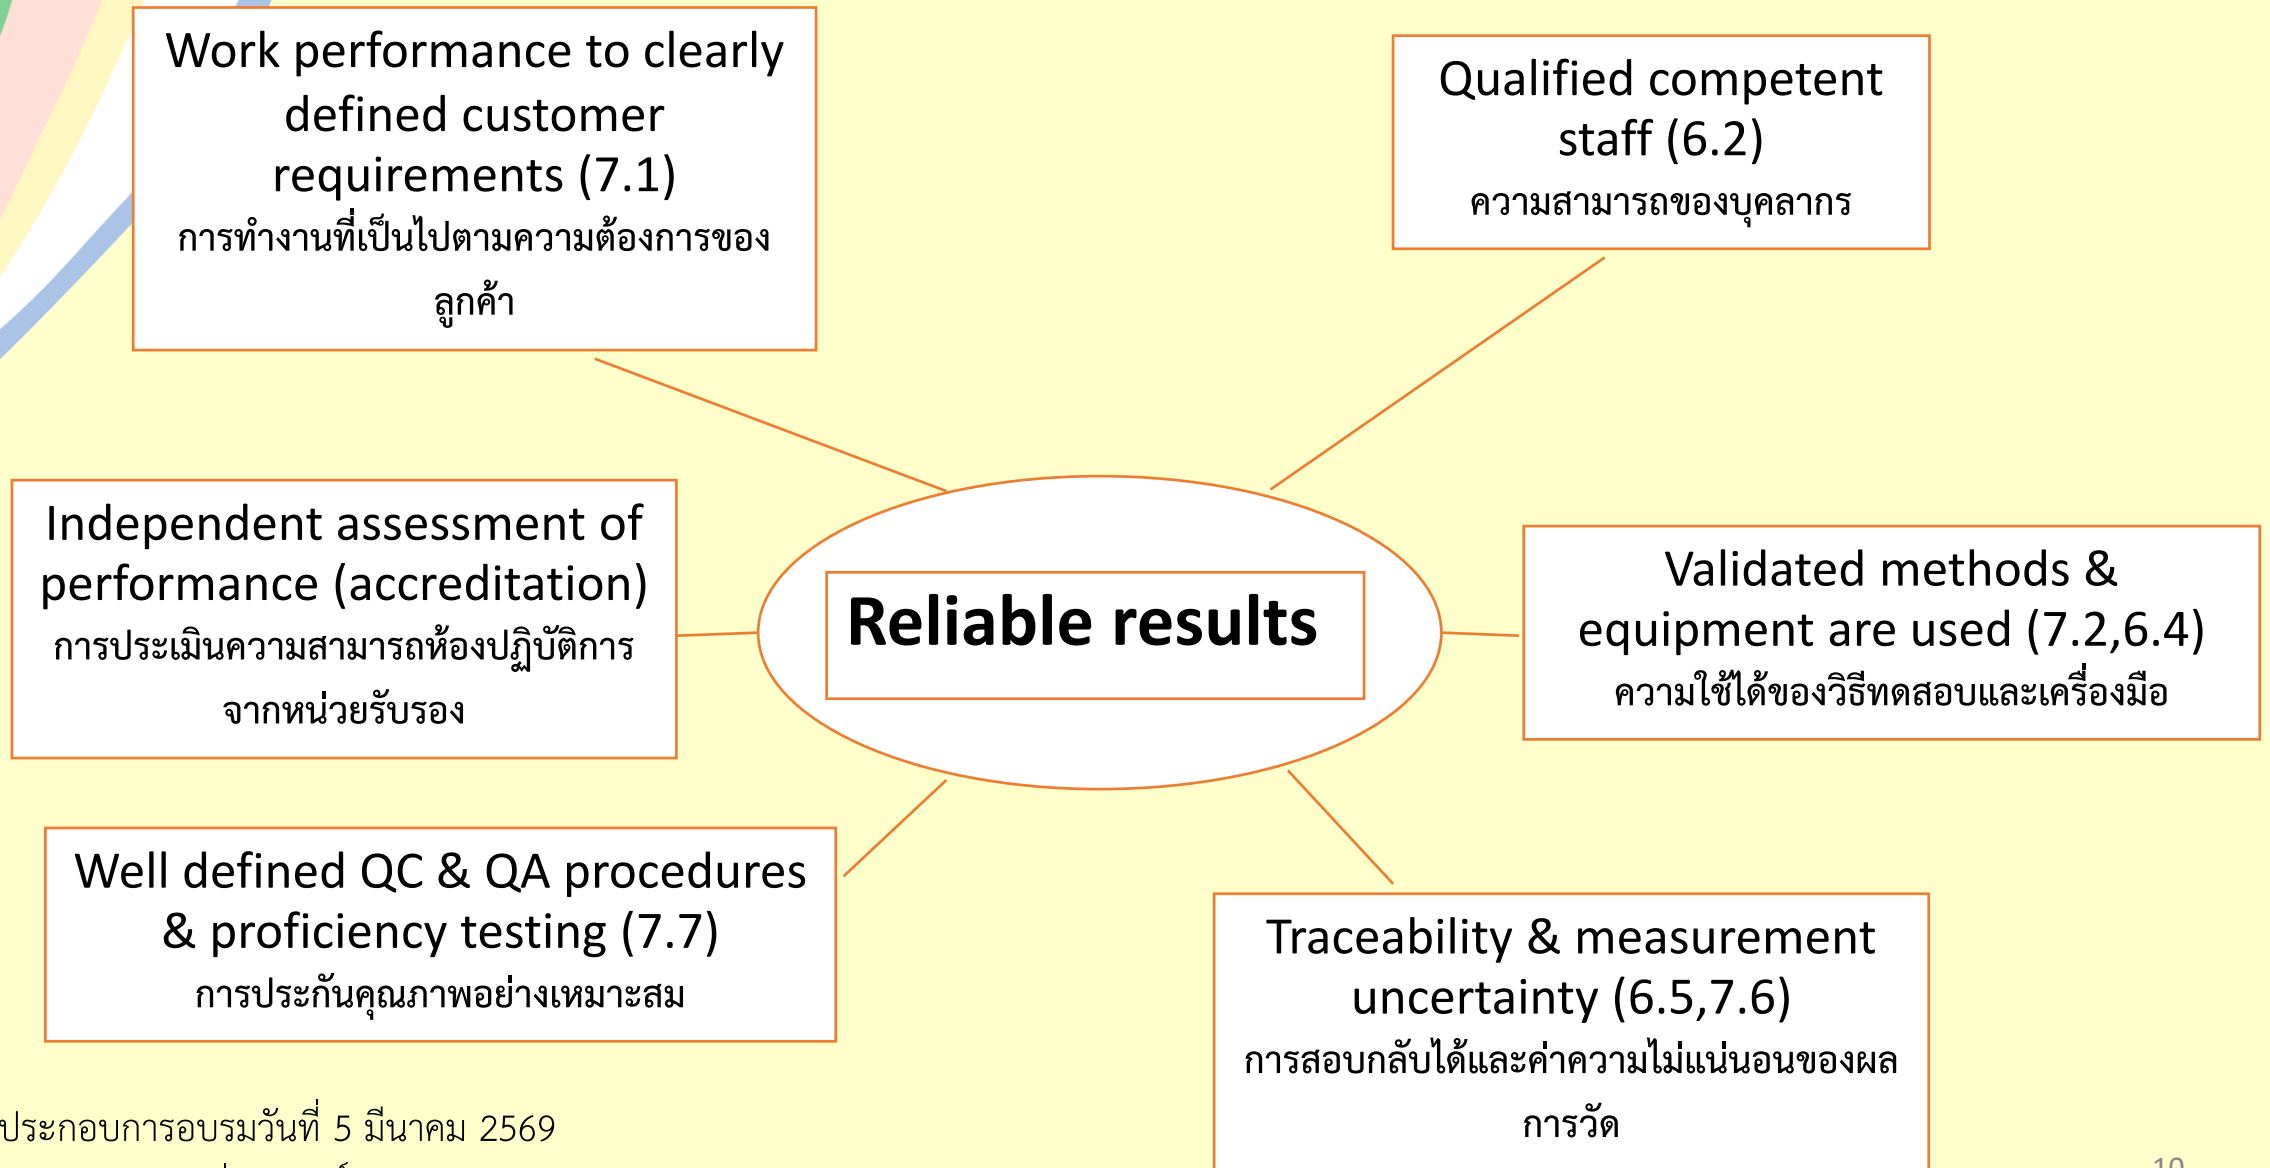 Work performance to clearly
defined customer
requirements (7.1)
การทำงานที่เป็นไปตามความต้องการของ
ลูกค้า
Qualified competent
staff (6.2)
ความสามารถของบุคลากร
Independent assessment of
performance (accreditation)
การประเมินความสามารถห้องปฏิบัติการ
จากหน่วยรับรอง
Reliable results
Validated methods &
equipment are used (7.2,6.4)
ความใช้ได้ของวิธีทดสอบและเครื่องมือ
Well defined QC & QA procedures
& proficiency testing (7.7)
การประกันคุณภาพอย่างเหมาะสม
Traceability & measurement
uncertainty (6.5,7.6)
การสอบกลับได้และค่าความไม่แน่นอนของผล
การวัด
ประกอบการอบรมวันที่ 5 มีนาคม 2569